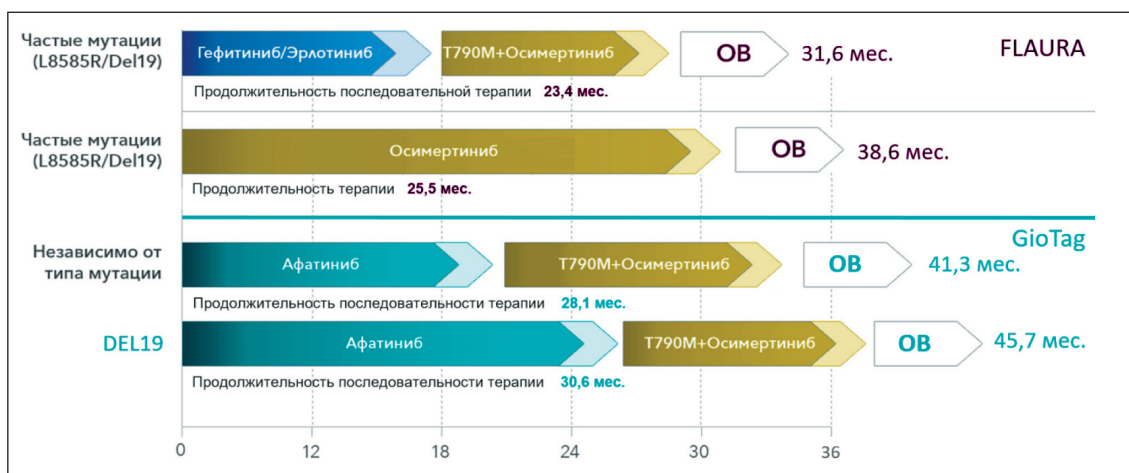 Частые мутации
(L8585R/Del19)
Гефитиниб/Эрлотиниб
T790M+Осимертиниб
ОВ
31,6 мес.
FLAURA
Продолжительность последовательной терапии 23,4 мес.
Частые мутации
(L8585R/Del19)
Осимертиниб
ОВ
38,6 мес.
Продолжительность терапии 25,5 мес.
GioTag
Независимо от
типа мутации
Афатиниб
T790M+Осимертиниб
ОВ
41,3 мес.
Продолжительность последовательности терапии 28,1 мес.
DEL19
Афатиниб
T790M+Осимертиниб
ОВ
45,7 мес.
Продолжительность последовательности терапии 30,6 мес.
0 12 18 24 30 36